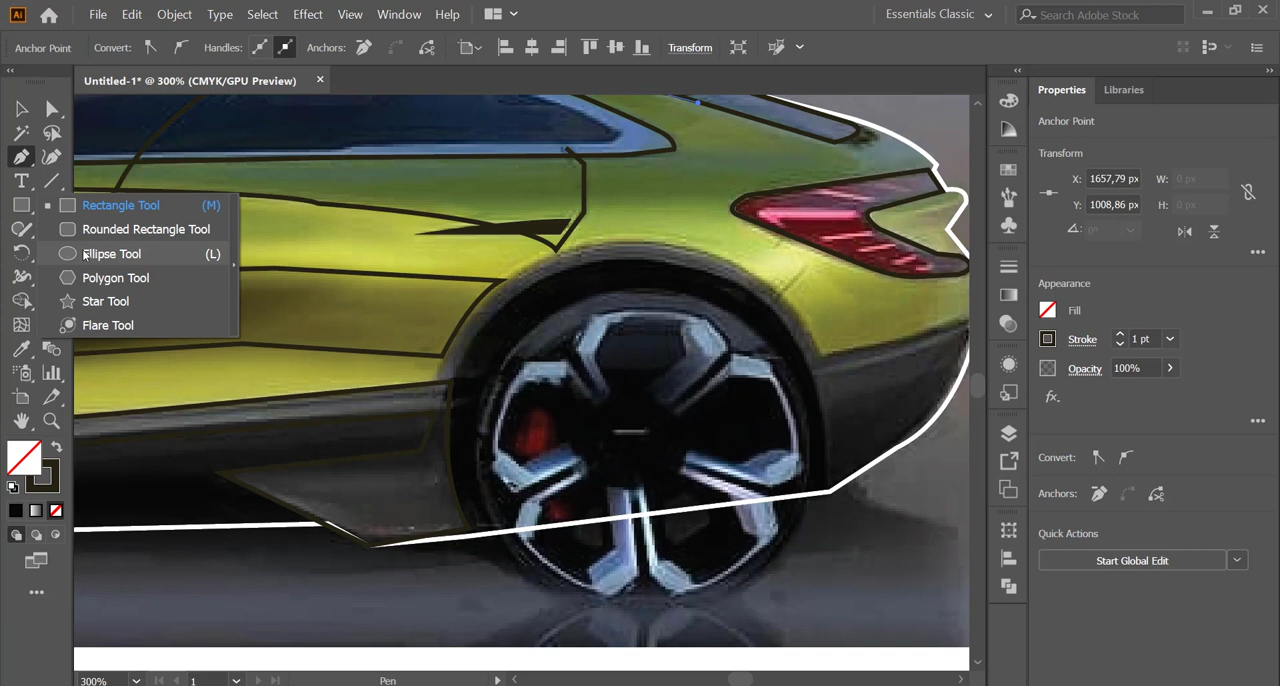 Ai
File Edit Object Type Select Effect View Window Help
Essentials Classic
Search Adobe Stock
Anchor Point
Convert:
Handles:
Anchors:
Transform
Untitled-1* @ 300% (CMYK/GPU Preview)
Rectangle Tool (M)
Rounded Rectangle Tool
Ellipse Tool (L)
Polygon Tool
Star Tool
Flare Tool
T
300%
1
Pen
Properties Libraries
Anchor Point
Transform
X: 1657,79 px W: 0 px
Y: 1008,86 px H: 0 px
0°
Appearance
Fill
Stroke 1 pt
Opacity 100%
fx.
Convert:
Anchors:
Quick Actions
Start Global Edit